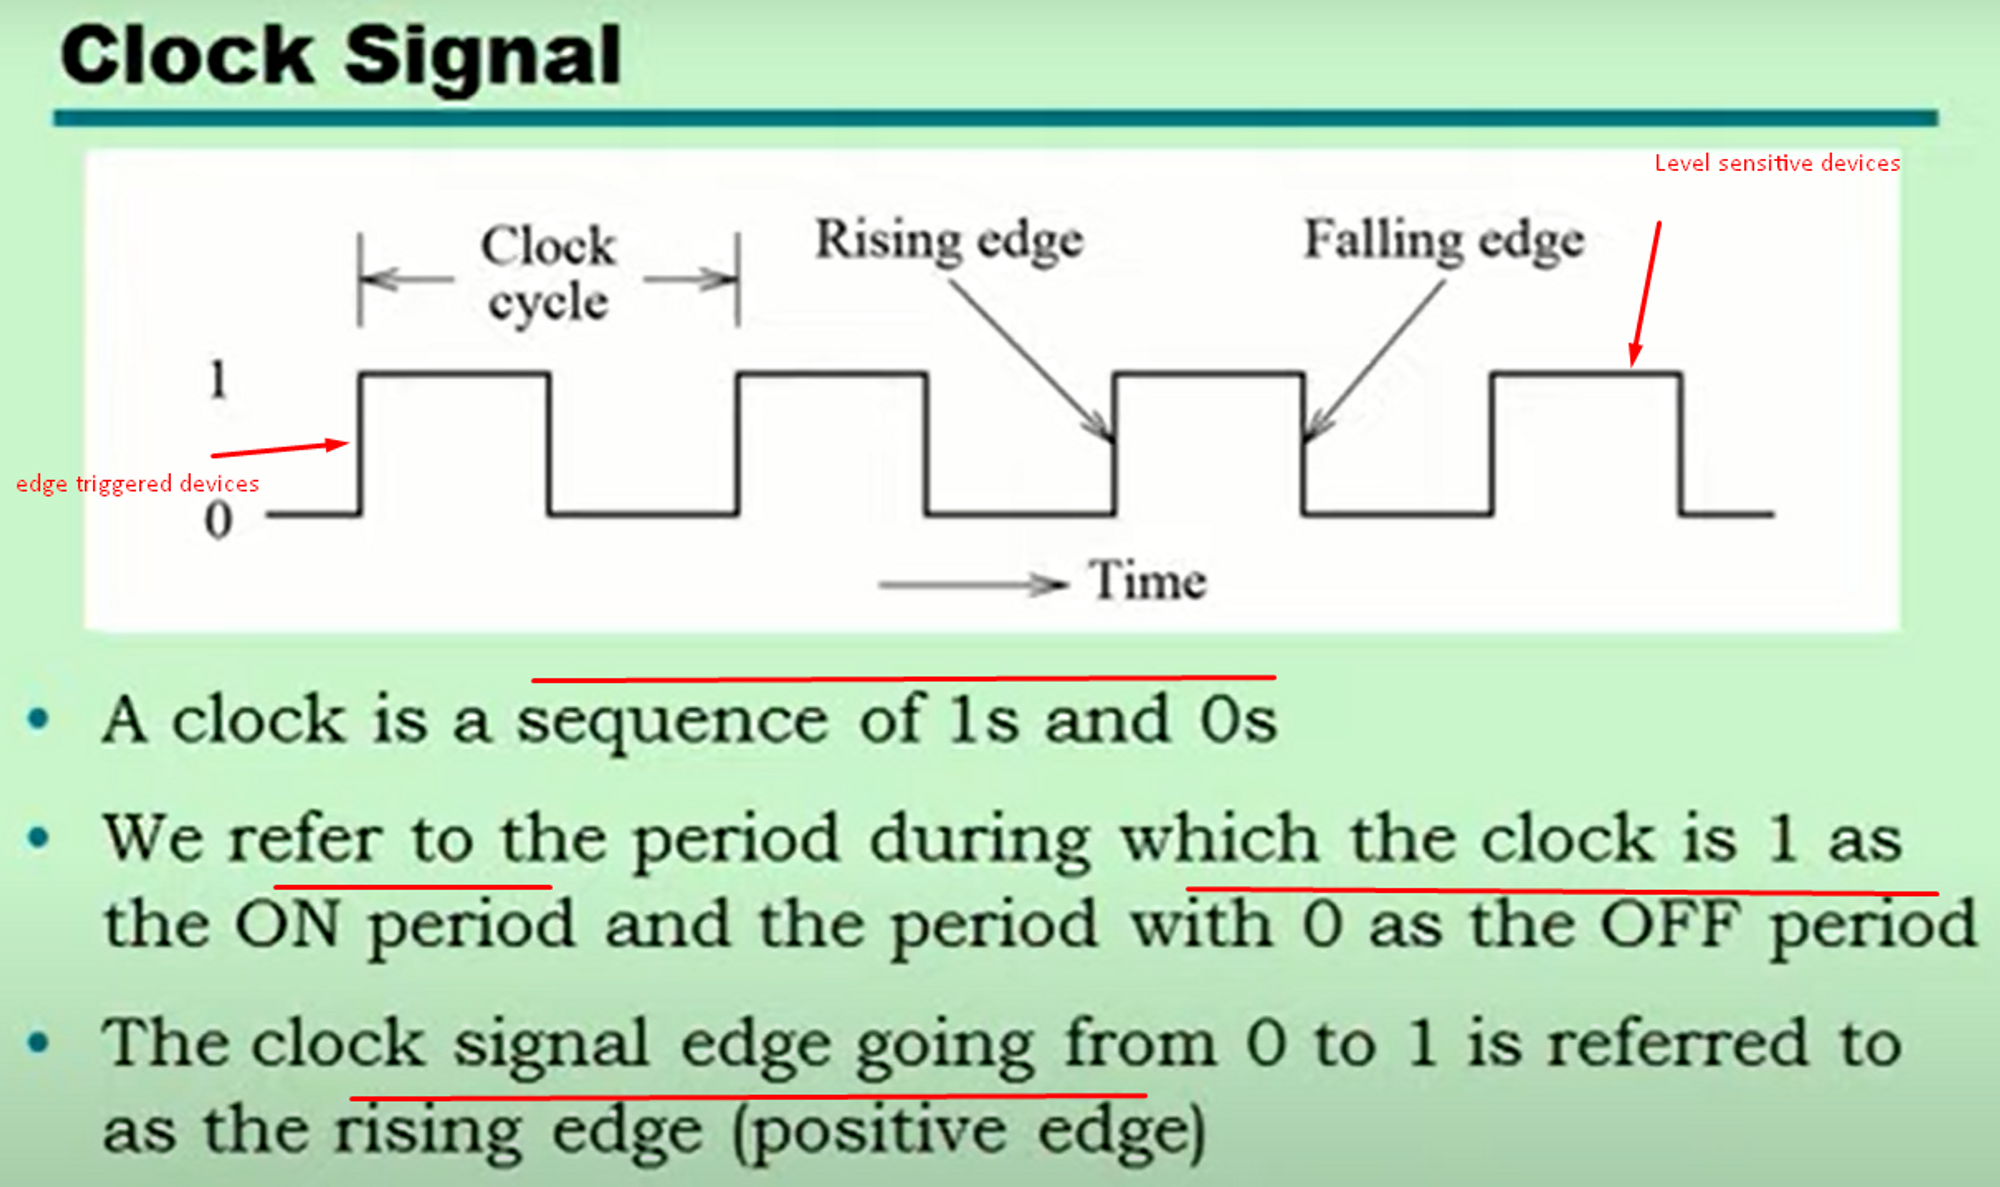 Clock Signal
Level sensitive devices
Clock
cycle
Rising edge
Falling edge
1
edge triggered devices
0
Time
• A clock is a sequence of 1s and 0s
• We refer to the period during which the clock is 1 as
the ON period and the period with 0 as the OFF period
• The clock signal edge going from 0 to 1 is referred to
as the rising edge (positive edge)